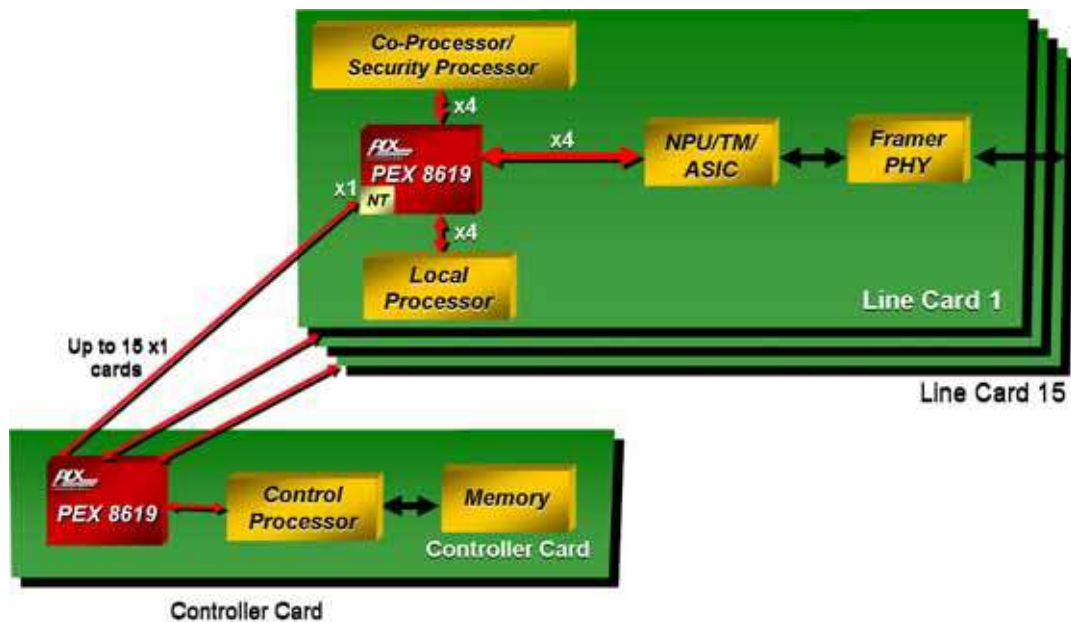 Co-Processor/
Security Processor
x4
PLX
PEX 8619
x1
NT
x4
NPU/TM/
ASIC
Framer
PHY
x4
Local
Processor
Line Card 1
Up to 15 x1
cards
Line Card 15
PLX
PEX 8619
Control
Processor
Memory
Controller Card
Controller Card